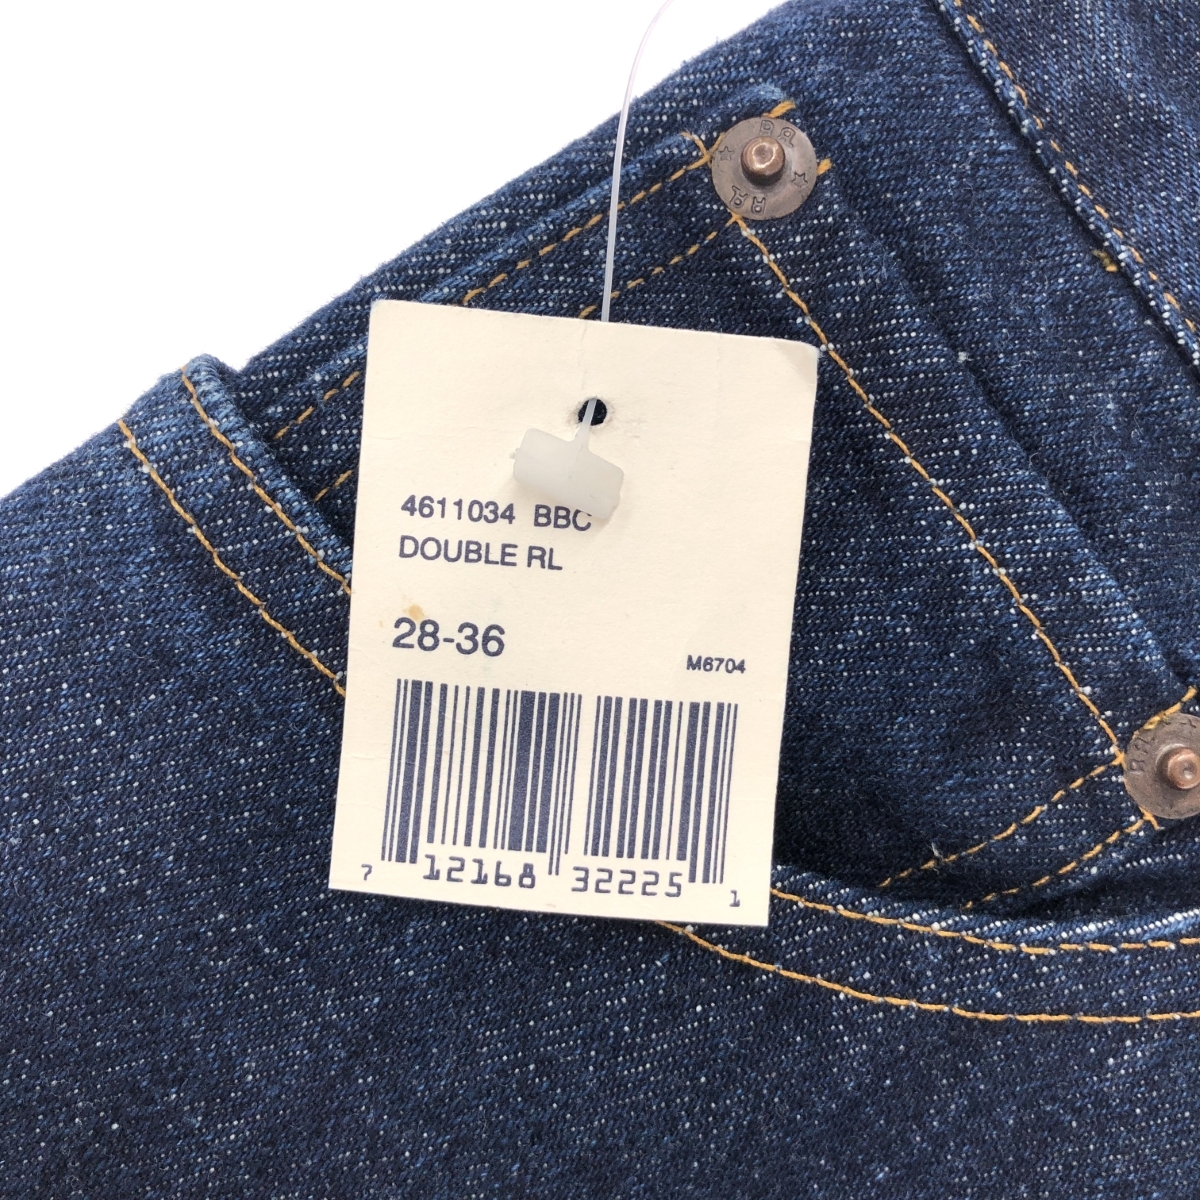 4611034 BBC
DOUBLE RL
28-36
M6704
7 12168 32225 1